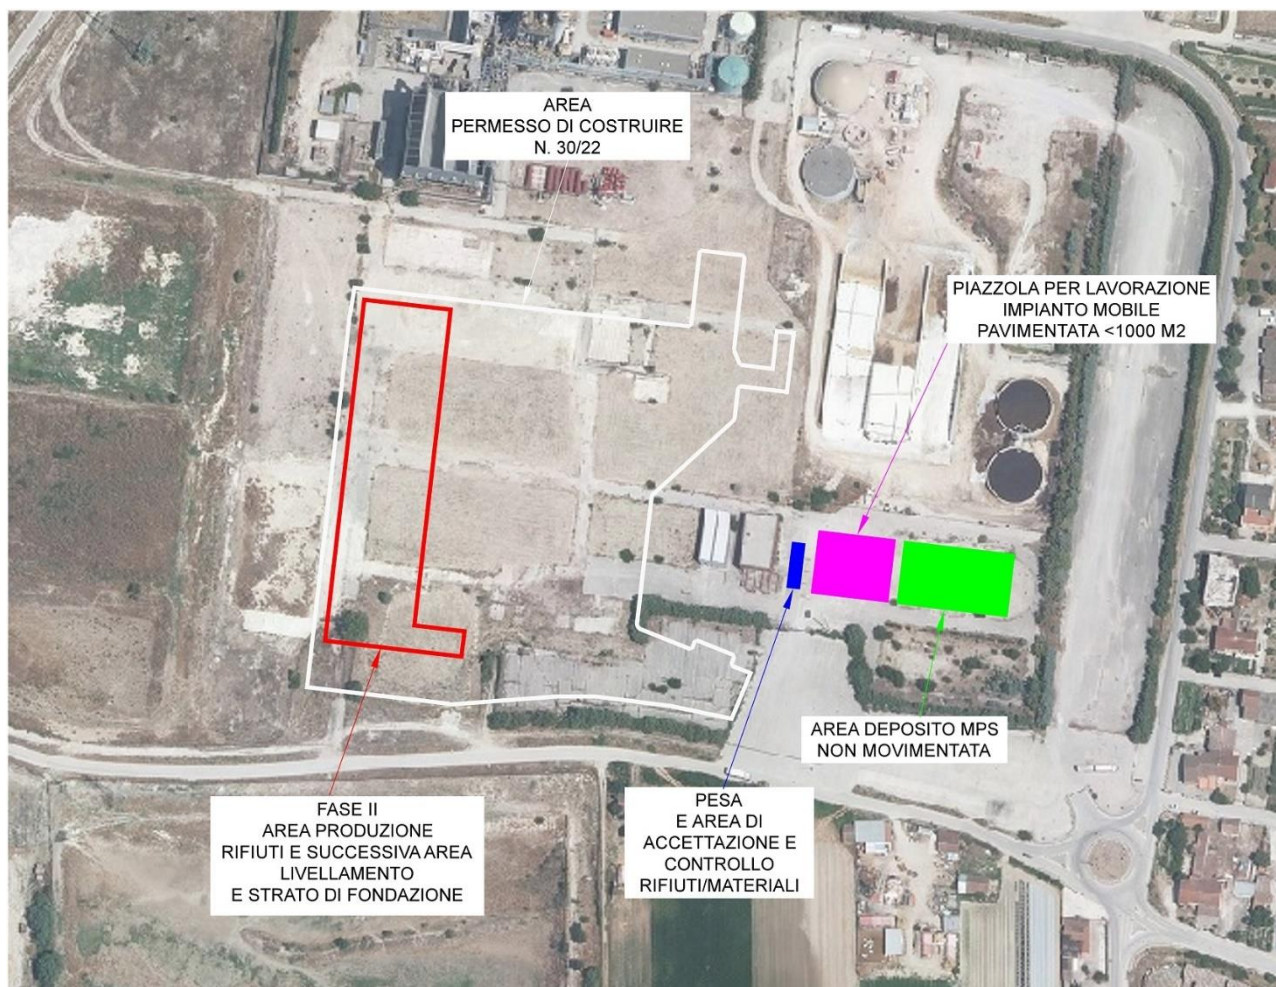 AREA
PERMESSO DI COSTRUIRE
N. 30/22
PIAZZOLA PER LAVORAZIONE
IMPIANTO MOBILE
PAVIMENTATA <1000 M2
AREA DEPOSITO MPS
NON MOVIMENTATA
FASE II
AREA PRODUZIONE
RIFIUTI E SUCCESSIVA AREA
LIVELLAMENTO
E STRATO DI FONDAZIONE
PESA
E AREA DI
ACCETTAZIONE E
CONTROLLO
RIFIUTI/MATERIALI